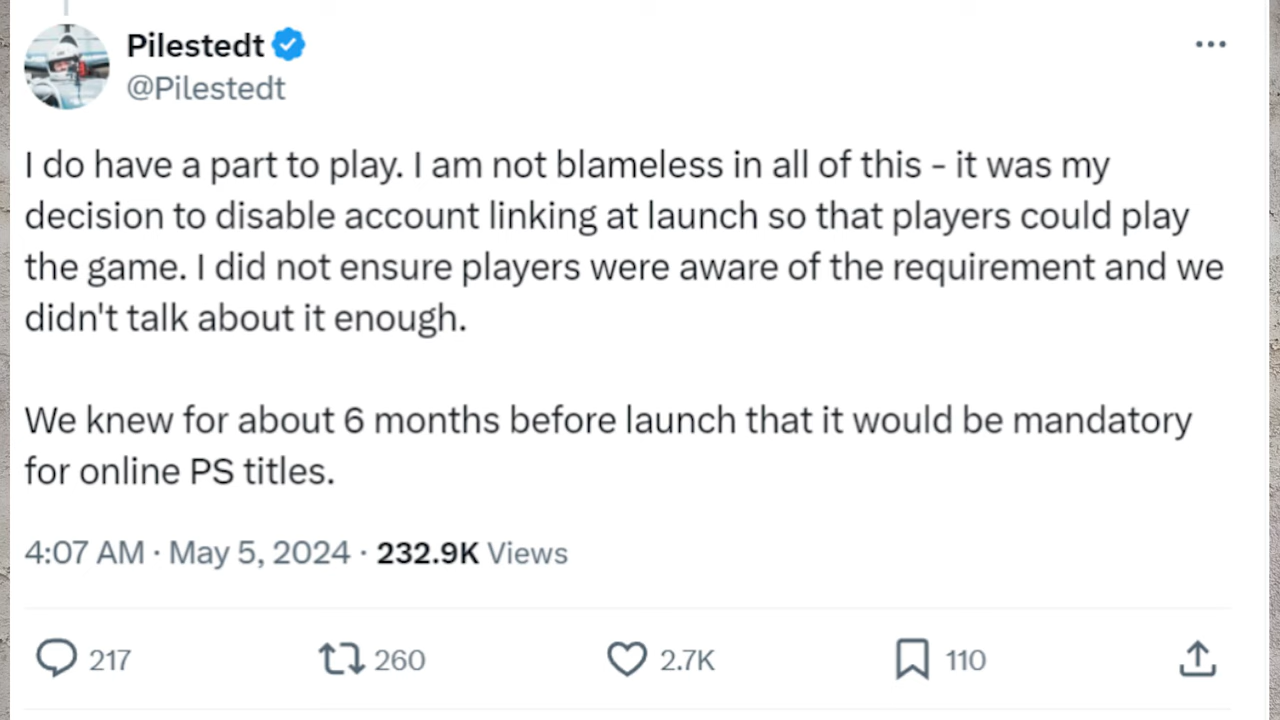 Pilestedt
@Pilestedt
I do have a part to play. I am not blameless in all of this – it was my
decision to disable account linking at launch so that players could play
the game. I did not ensure players were aware of the requirement and we
didn't talk about it enough.
We knew for about 6 months before launch that it would be mandatory
for online PS titles.
4:07 AM · May 5, 2024 · 232.9K Views
217 260 2.7K 110